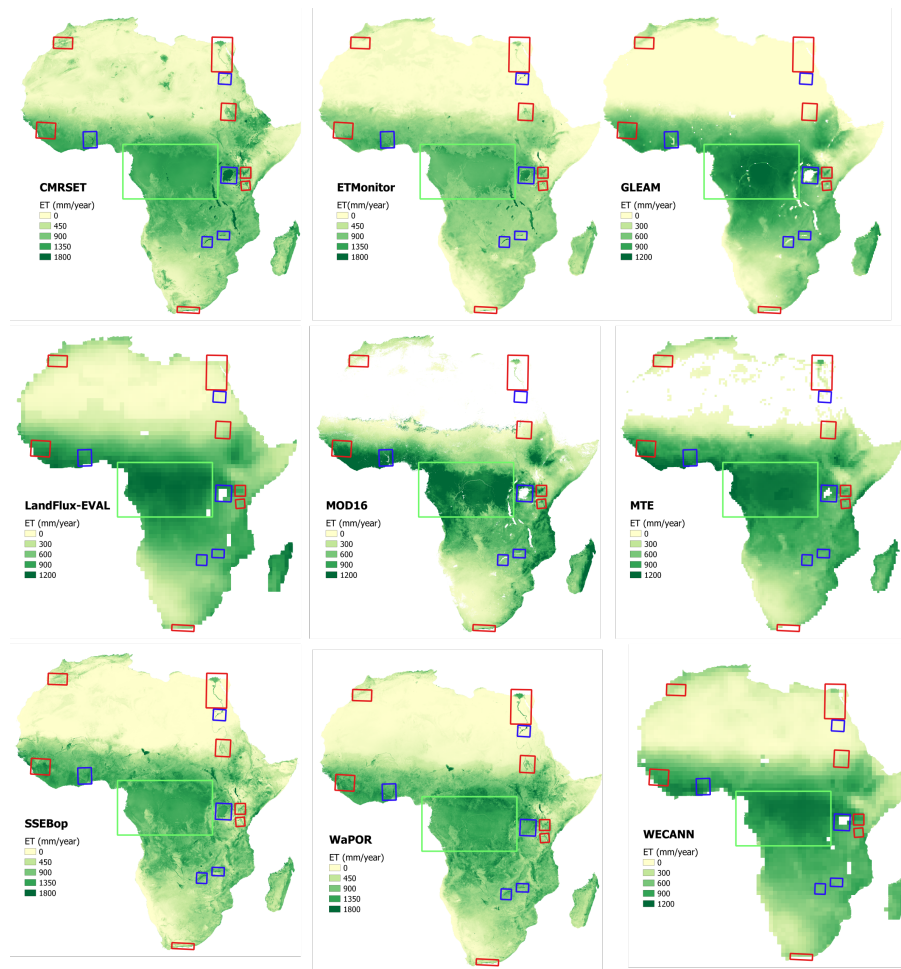 CMRSET
ET (mm/year)
0
450
900
1350
1800
ETMonitor
ET(mm/year)
0
450
900
1350
1800
GLEAM
ET (mm/year)
0
300
600
900
1200
LandFlux-EVAL
ET (mm/year)
0
300
600
900
1200
MOD16
ET (mm/year)
0
300
600
900
1200
MTE
ET (mm/year)
0
300
600
900
1200
SSEBop
ET (mm/year)
0
450
900
1350
1800
WaPOR
ET (mm/year)
0
450
900
1350
1800
WECANN
ET (mm/year)
0
300
600
900
1200